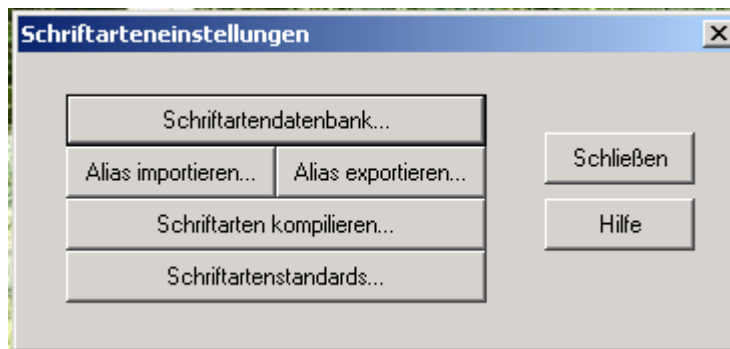 Schriftarteneinstellungen
Schriftartendatenbank...
Alias importieren... Alias exportieren...
Schriftarten kompilieren...
Schriftartenstandards...
Schließen
Hilfe